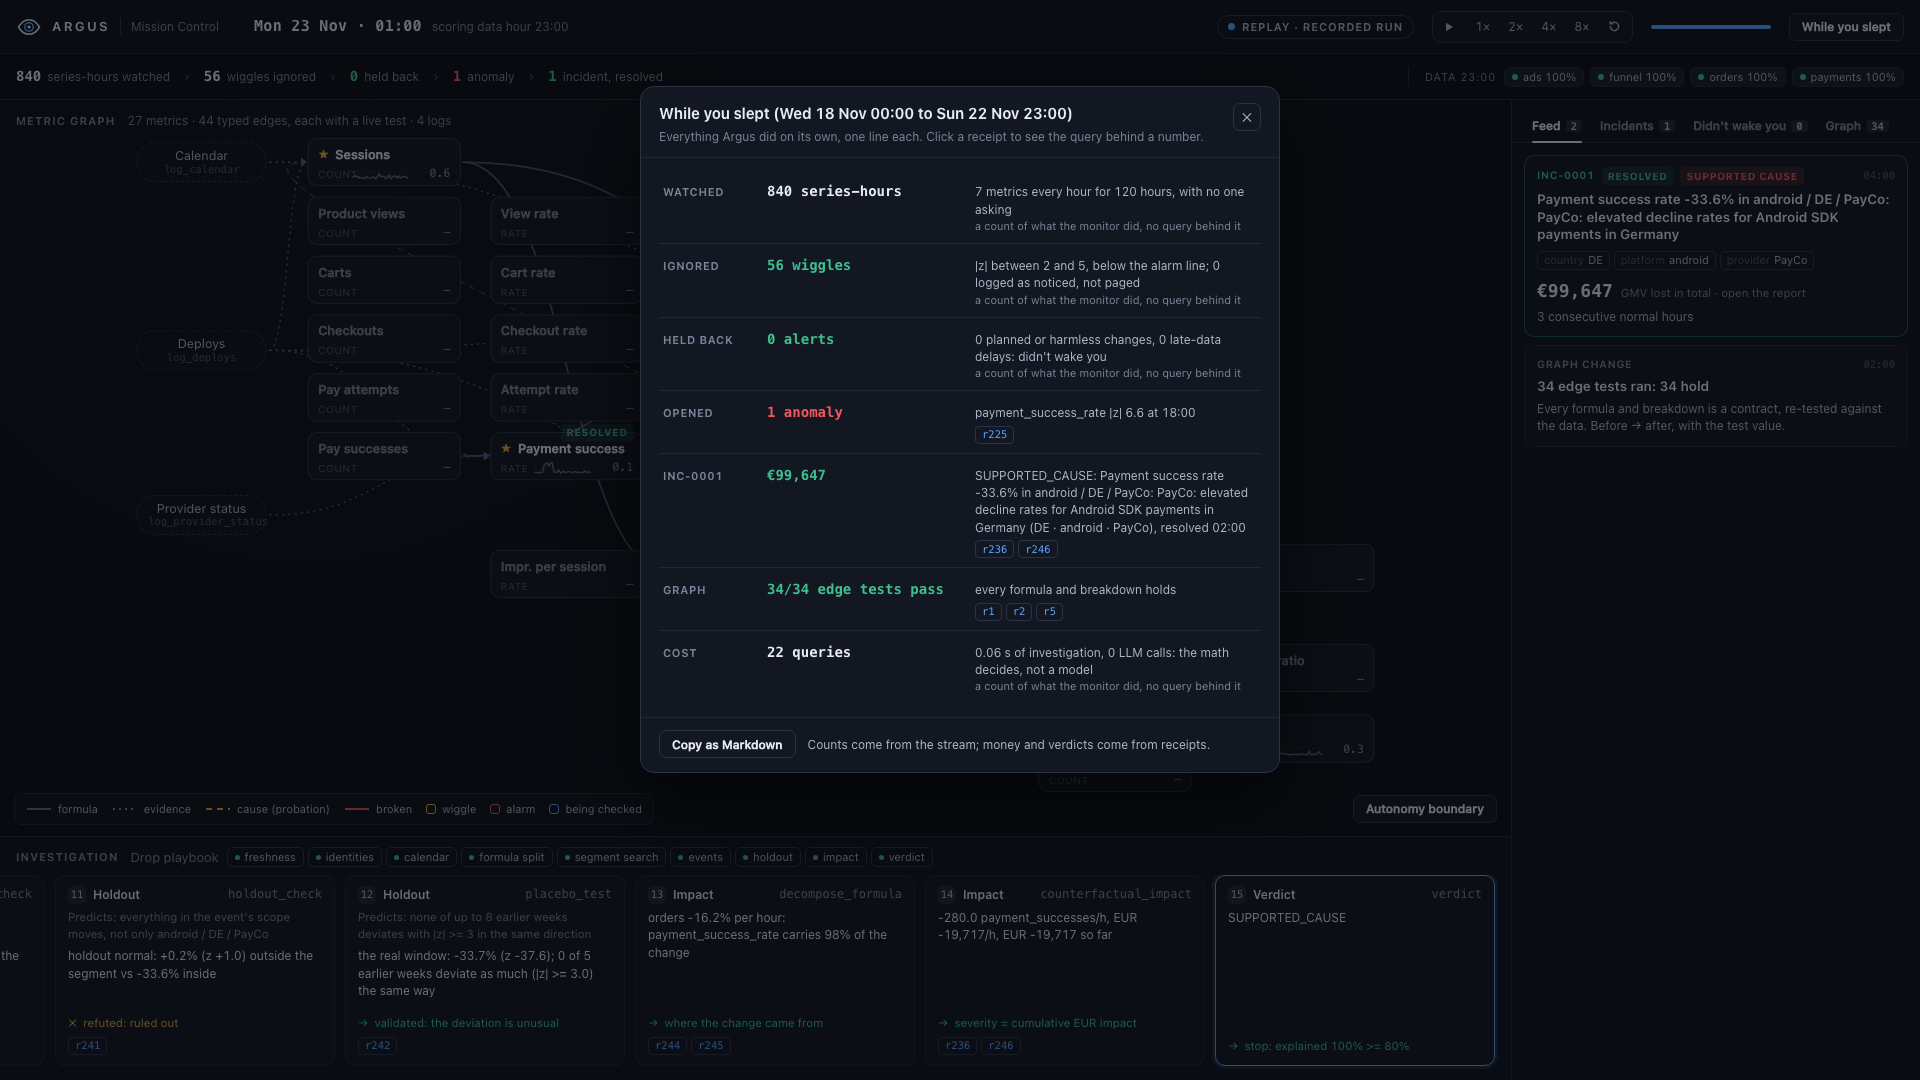 ARGUS
Mission Control
Mon 23 Nov · 01:00
scoring data hour 23:00
REPLAY · RECORDED RUN
1×
2×
4×
8×
While you slept
840 series-hours watched
› 56 wiggles ignored
› 0 held back
› 1 anomaly
› 1 incident, resolved
DATA 23:00
ads 100%
funnel 100%
orders 100%
payments 100%
METRIC GRAPH
27 metrics · 44 typed edges, each with a live test · 4 logs
Calendar
log_calendar
★ Sessions
COUNT
0.6
Product views
COUNT
—
View rate
RATE
—
Carts
COUNT
—
Cart rate
RATE
—
Deploys
log_deploys
Checkouts
COUNT
—
Checkout rate
RATE
—
Pay attempts
COUNT
—
Attempt rate
RATE
—
RESOLVED
Pay successes
COUNT
—
★ Payment success
RATE
0.1
Provider status
log_provider_status
Impr. per session
RATE
—
—
atio
—
0.3
COUNT
—
While you slept (Wed 18 Nov 00:00 to Sun 22 Nov 23:00)
Everything Argus did on its own, one line each. Click a receipt to see the query behind a number.
WATCHED
840 series-hours
7 metrics every hour for 120 hours, with no one
asking
a count of what the monitor did, no query behind it
IGNORED
56 wiggles
|z| between 2 and 5, below the alarm line; 0
logged as noticed, not paged
a count of what the monitor did, no query behind it
HELD BACK
0 alerts
0 planned or harmless changes, 0 late-data
delays: didn't wake you
a count of what the monitor did, no query behind it
OPENED
1 anomaly
payment_success_rate |z| 6.6 at 18:00
r225
INC-0001
€99,647
SUPPORTED_CAUSE: Payment success rate
-33.6% in android / DE / PayCo: PayCo: elevated
decline rates for Android SDK payments in
Germany (DE · android · PayCo), resolved 02:00
r236 r246
GRAPH
34/34 edge tests pass
every formula and breakdown holds
r1 r2 r5
COST
22 queries
0.06 s of investigation, 0 LLM calls: the math
decides, not a model
a count of what the monitor did, no query behind it
Copy as Markdown
Counts come from the stream; money and verdicts come from receipts.
Feed 2
Incidents 1
Didn't wake you 0
Graph 34
INC-0001 RESOLVED SUPPORTED CAUSE 04:00
Payment success rate -33.6% in android / DE / PayCo:
PayCo: elevated decline rates for Android SDK
payments in Germany
country DE
platform android
provider PayCo
€99,647 GMV lost in total · open the report
3 consecutive normal hours
GRAPH CHANGE 02:00
34 edge tests ran: 34 hold
Every formula and breakdown is a contract, re-tested against
the data. Before → after, with the test value.
formula
evidence
cause (probation)
broken
wiggle
alarm
being checked
Autonomy boundary
INVESTIGATION
Drop playbook
freshness
identities
calendar
formula split
segment search
events
holdout
impact
verdict
check
the
11 Holdout holdout_check
Predicts: everything in the event's scope
moves, not only android / DE / PayCo
holdout normal: +0.2% (z +1.0) outside the
segment vs -33.6% inside
× refuted: ruled out
r241
12 Holdout placebo_test
Predicts: none of up to 8 earlier weeks
deviates with |z| >= 3 in the same direction
the real window: -33.7% (z -37.6); 0 of 5
earlier weeks deviate as much (|z| >= 3.0)
the same way
→ validated: the deviation is unusual
r242
13 Impact decompose_formula
orders -16.2% per hour:
payment_success_rate carries 98% of the
change
→ where the change came from
r244 r245
14 Impact counterfactual_impact
-280.0 payment_successes/h, EUR
-19,717/h, EUR -19,717 so far
→ severity = cumulative EUR impact
r236 r246
15 Verdict verdict
SUPPORTED_CAUSE
→ stop: explained 100% >= 80%